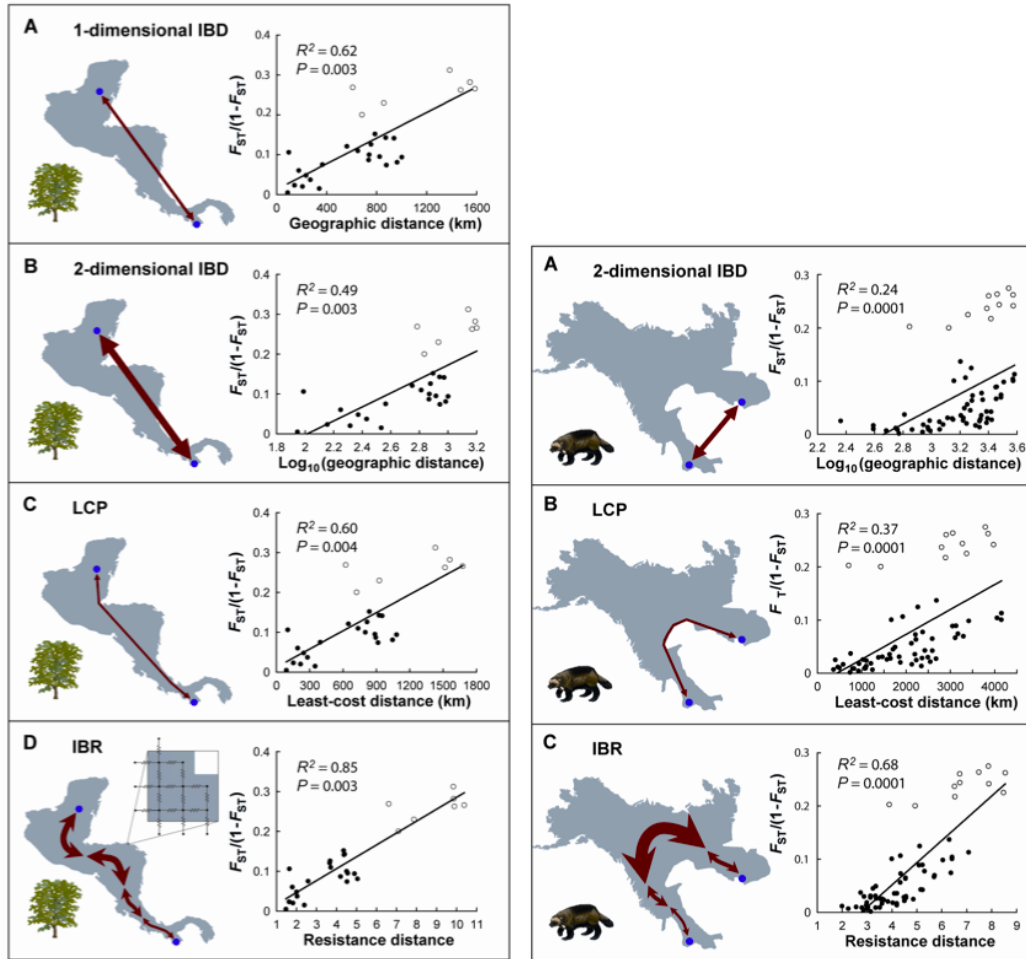 A
1-dimensional IBD
R² = 0.62
P = 0.003
FST/(1-FST)
0.4
0.3
0.2
0.1
0
0
400
800
1200
1600
Geographic distance (km)
B
2-dimensional IBD
R² = 0.49
P = 0.003
FST/(1-FST)
0.4
0.3
0.2
0.1
0
1.8
2
2.2
2.4
2.6
2.8
3
3.2
Log10(geographic distance)
C
LCP
R² = 0.60
P = 0.004
FST/(1-FST)
0.4
0.3
0.2
0.1
0
0
300
600
900
1200
1500
1800
Least-cost distance (km)
D
IBR
R² = 0.85
P = 0.003
FST/(1-FST)
0.4
0.3
0.2
0.1
0
1
2
3
4
5
6
7
8
9
10
11
Resistance distance
A
2-dimensional IBD
R² = 0.24
P = 0.0001
FST/(1-FST)
0.3
0.2
0.1
0
2.2
2.4
2.6
2.8
3
3.2
3.4
3.6
Log10(geographic distance)
B
LCP
R² = 0.37
P = 0.0001
F T/(1-FST)
0.3
0.2
0.1
0
0
1000
2000
3000
4000
Least-cost distance (km)
C
IBR
R² = 0.68
P = 0.0001
FST/(1-FST)
0.3
0.2
0.1
0
1
2
3
4
5
6
7
8
9
Resistance distance